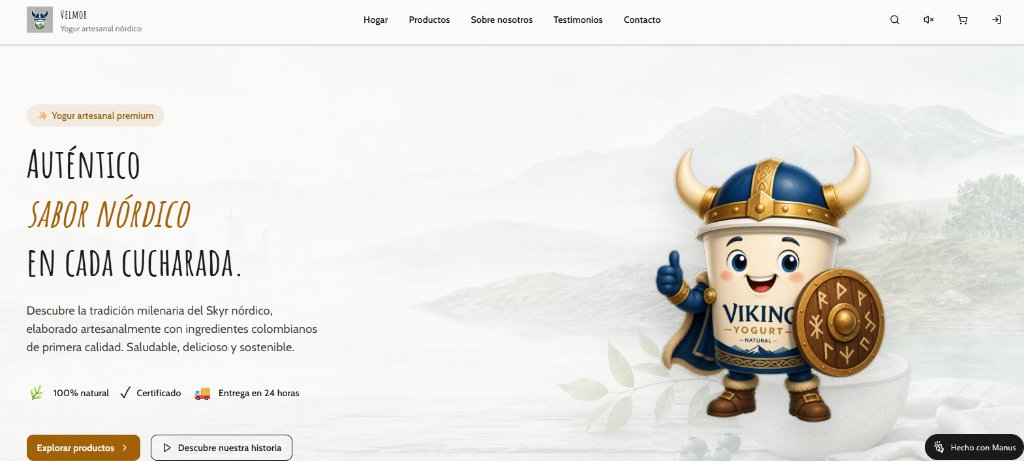 Velmor
Yogur artesanal nórdico
Hogar Productos Sobre nosotros Testimonios Contacto
Yogur artesanal premium
Auténtico
sabor nórdico
en cada cucharada.
Descubre la tradición milenaria del Skyr nórdico,
elaborado artesanalmente con ingredientes colombianos
de primera calidad. Saludable, delicioso y sostenible.
100% natural ✓ Certificado Entrega en 24 horas
Explorar productos
Descubre nuestra historia
VIKING
YOGURT
NATURAL
Hecho con Manus